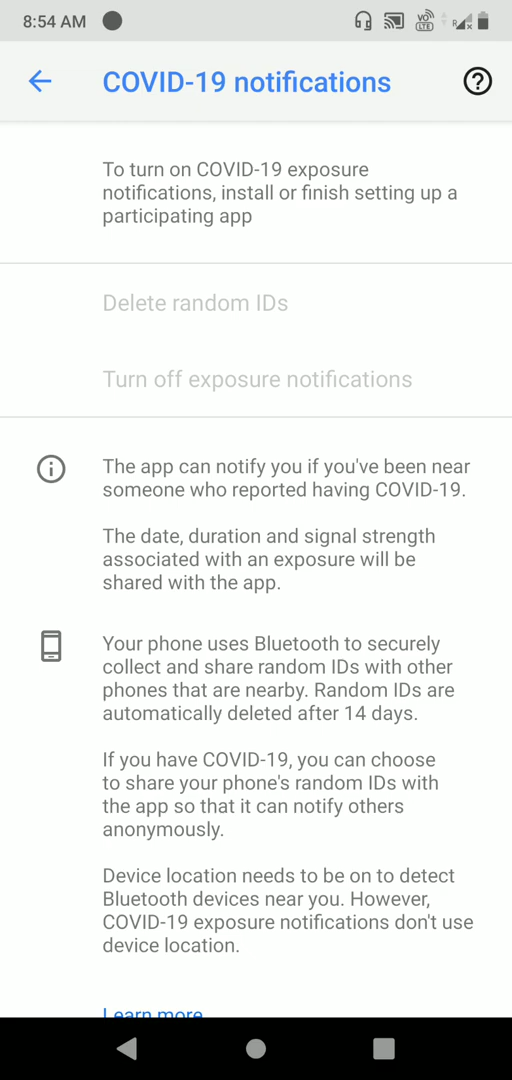 8:54 AM
VO
LTE
R
COVID-19 notifications
To turn on COVID-19 exposure
notifications, install or finish setting up a
participating app
Delete random IDs
Turn off exposure notifications
The app can notify you if you've been near
someone who reported having COVID-19.
The date, duration and signal strength
associated with an exposure will be
shared with the app.
Your phone uses Bluetooth to securely
collect and share random IDs with other
phones that are nearby. Random IDs are
automatically deleted after 14 days.
If you have COVID-19, you can choose
to share your phone's random IDs with
the app so that it can notify others
anonymously.
Device location needs to be on to detect
Bluetooth devices near you. However,
COVID-19 exposure notifications don't use
device location.
Learn more